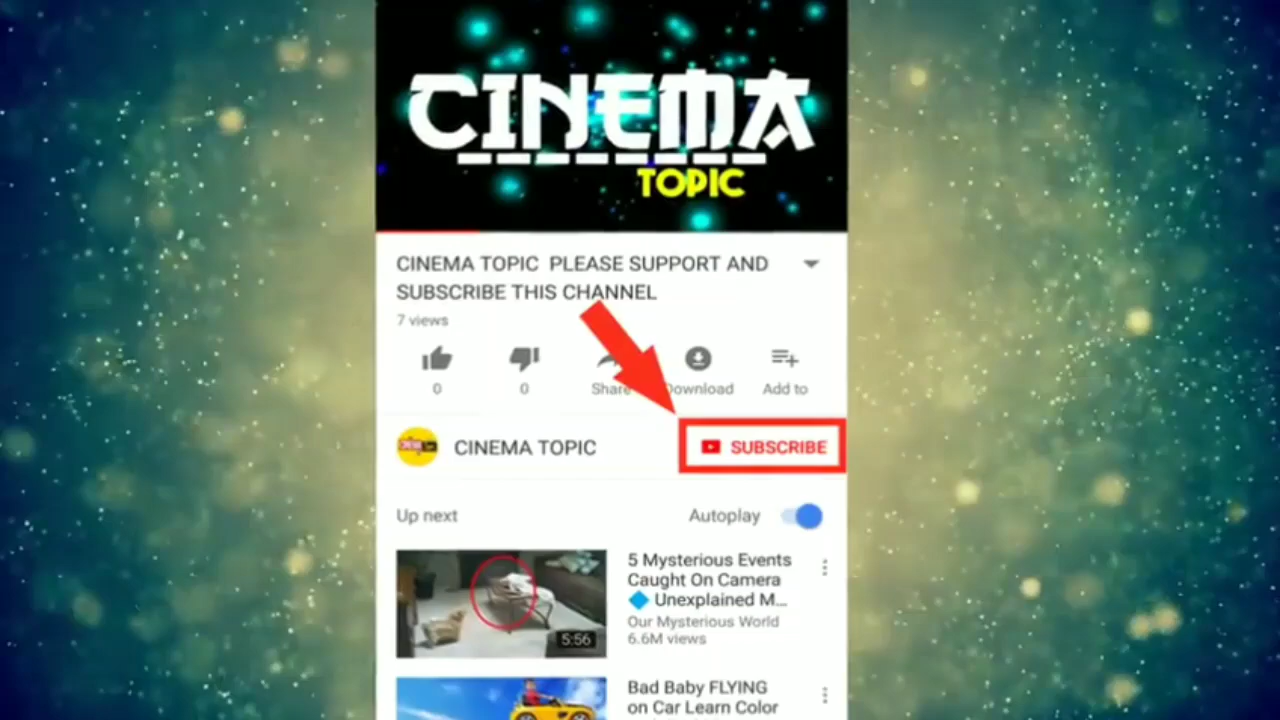 CINEMA
TOPIC
CINEMA TOPIC PLEASE SUPPORT AND
SUBSCRIBE THIS CHANNEL
7 views
0
0
Share
Download
Add to
CINEMA TOPIC
SUBSCRIBE
Up next
Autoplay
5 Mysterious Events
Caught On Camera
🔷 Unexplained M...
Our Mysterious World
6.6M views
5:56
Bad Baby FLYING
on Car Learn Color